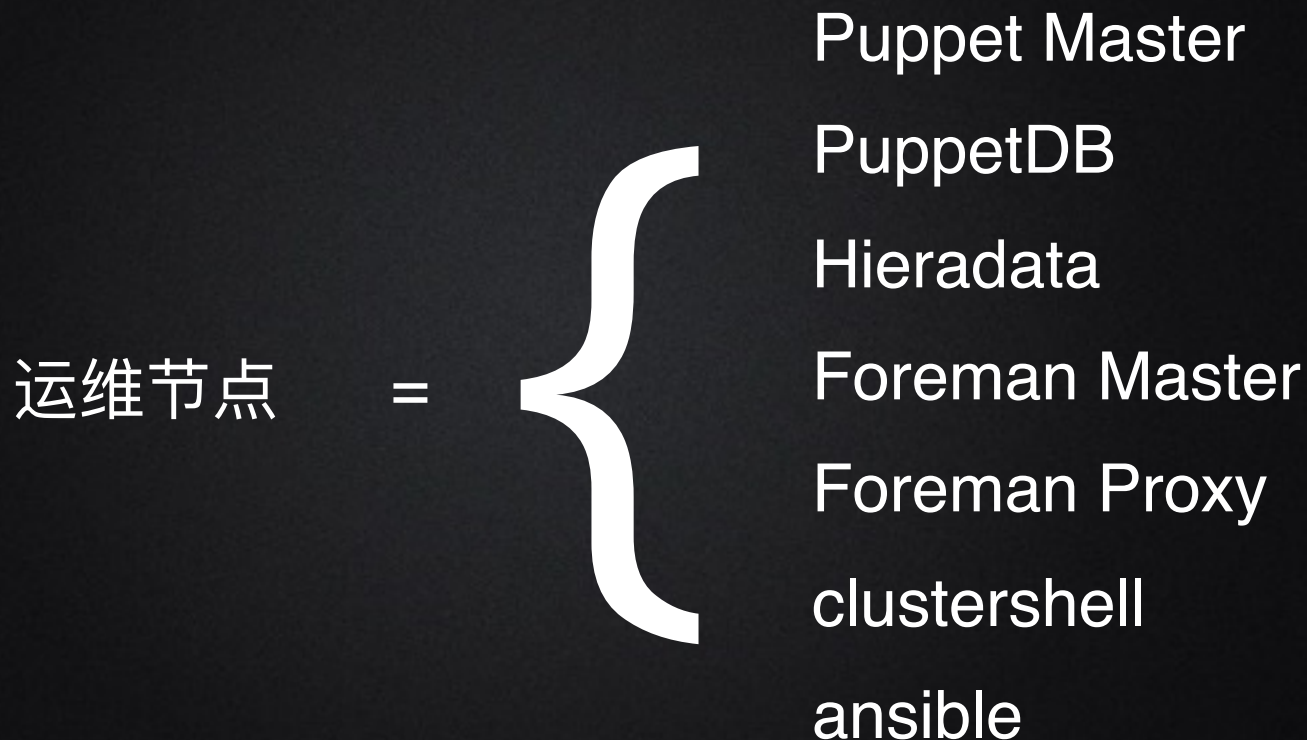 Puppet Master
PuppetDB
Hieradata
运维节点 = {
Foreman Master
Foreman Proxy
clustershell
ansible